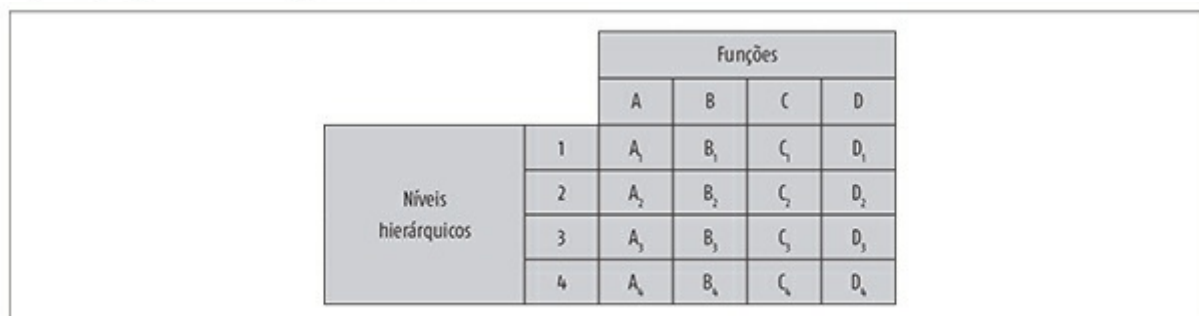 Funções
A B C D
1 A₁ B₁ C₁ D₁
Níveis
hierárquicos
2 A₂ B₂ C₂ D₂
3 A₃ B₃ C₃ D₃
4 A₄ B₄ C₄ D₄